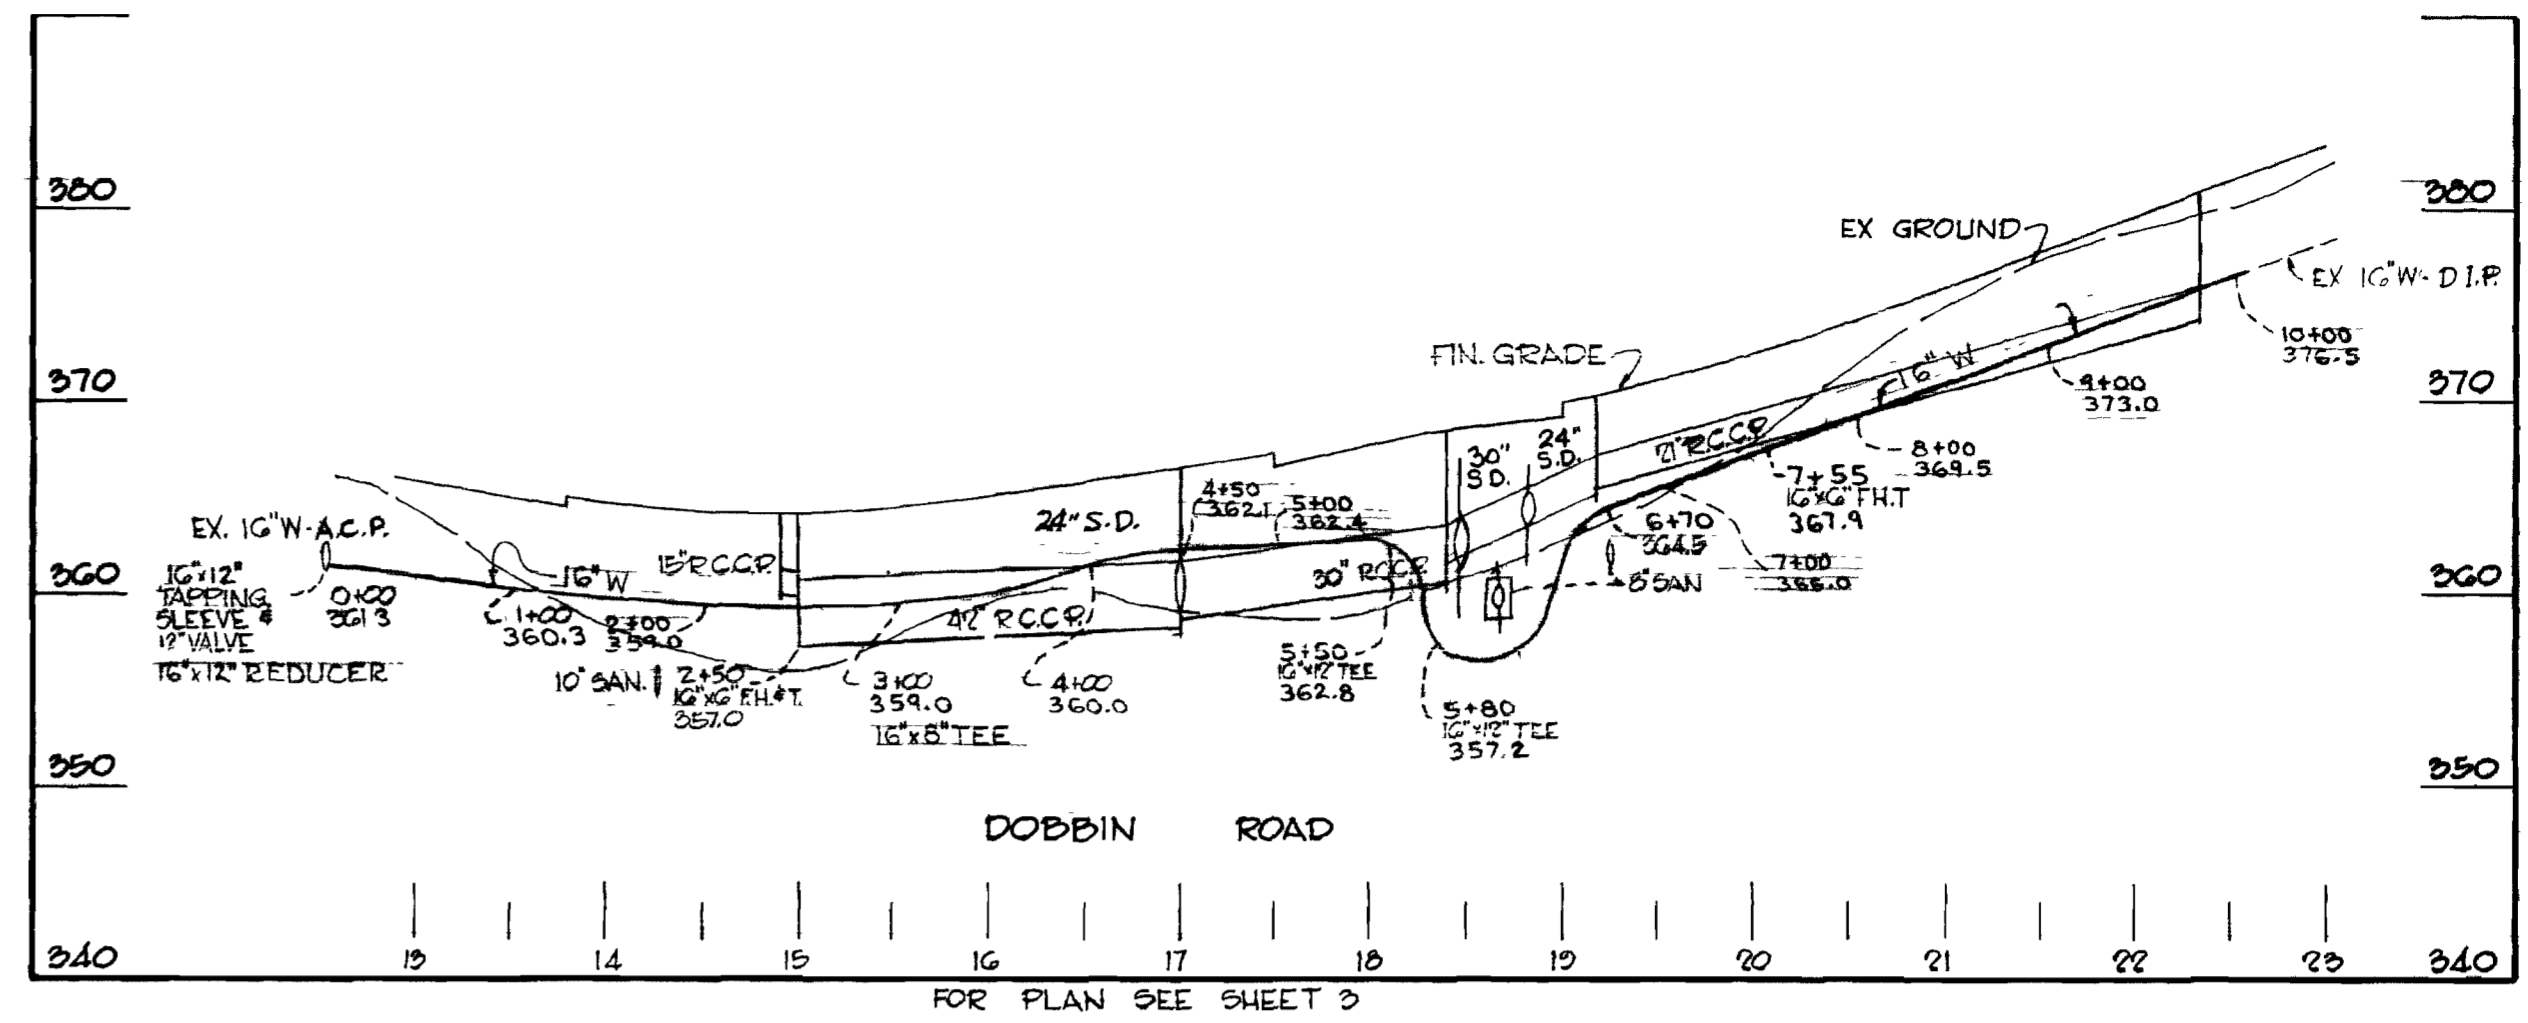 380
370
360
350
340
EX. 16"W-A.C.P.
16"x12"
TAPPING
SLEEVE &
12" VALVE
16"x12" REDUCER
0+00
361.3
16" W
1+00
360.3
2+00
359.0
15" R.C.C.P.
10" SAN.
2+50
16"x6" F.H.&T.
357.0
24" S.D.
42" R.C.C.P.
3+00
359.0
16"x8" TEE
4+00
360.0
4+50
362.1
5+00
362.4
30" R.C.C.P.
5+50
16"x12" TEE
362.8
5+80
16"x12" TEE
357.2
30"
S.D.
24"
S.D.
8" SAN
FIN. GRADE
EX GROUND
21" R.C.C.P.
16" W
6+70
364.5
7+00
7+55
16"x6" F.H.T
367.9
8+00
369.5
9+00
373.0
10+00
376.5
EX 16"W-D.I.P.
380
370
360
350
340
DOBBIN ROAD
13 14 15 16 17 18 19 20 21 22 23
FOR PLAN SEE SHEET 3